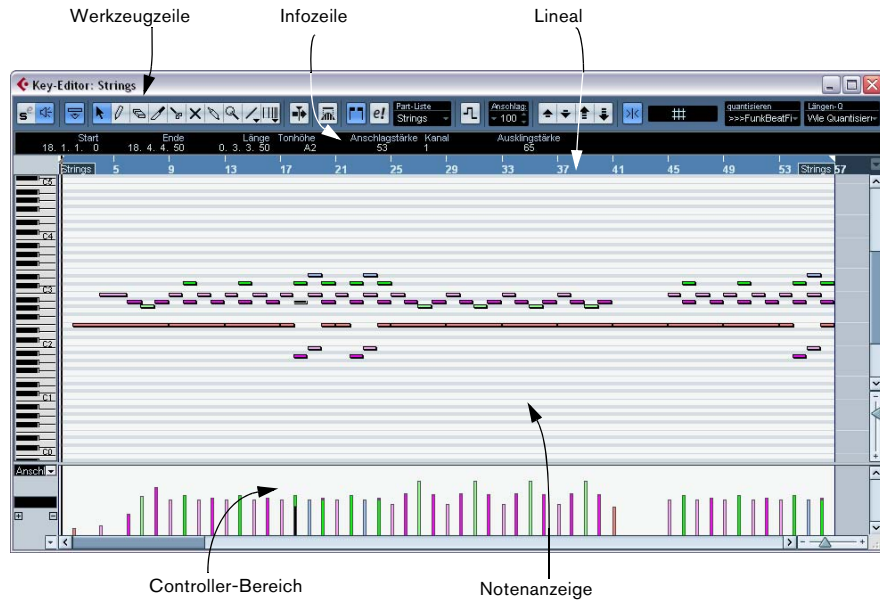 Werkzeugzeile Infozeile Lineal
Key-Editor: Strings
Part-Liste Anschlag: quantisieren Längen-Q
Strings 100 >>>FunkBeatFi Wie Quantisier
Start Ende Länge Tonhöhe Anschlagstärke Kanal Ausklingstärke
18. 1. 1. 0 18. 4. 4. 50 0. 3. 3. 50 A2 53 1 65
Strings 5 9 13 17 21 25 29 33 37 41 45 49 53 Strings 57
C5
C4
C3
C2
C1
C0
Anschl
Controller-Bereich Notenanzeige